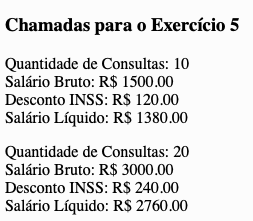 Chamadas para o Exercício 5
Quantidade de Consultas: 10
Salário Bruto: R$ 1500.00
Desconto INSS: R$ 120.00
Salário Líquido: R$ 1380.00
Quantidade de Consultas: 20
Salário Bruto: R$ 3000.00
Desconto INSS: R$ 240.00
Salário Líquido: R$ 2760.00